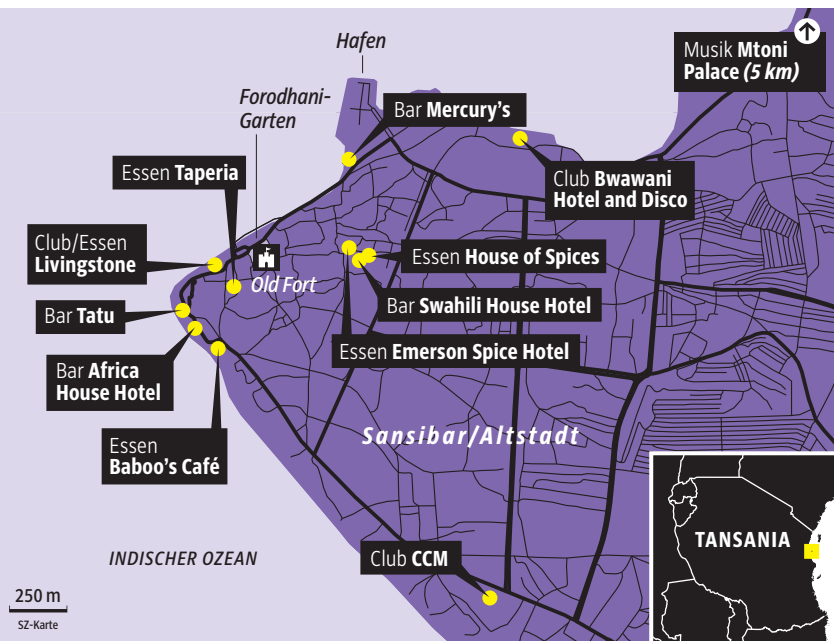 Hafen
Musik Mtoni
Palace (5 km)
Forodhani-
Garten
Bar Mercury's
Essen Taperia
Club Bwawani
Hotel and Disco
Club/Essen
Livingstone
Essen House of Spices
Old Fort
Bar Swahili House Hotel
Bar Tatu
Essen Emerson Spice Hotel
Bar Africa
House Hotel
Essen
Baboo's Café
Sansibar/Altstadt
TANSANIA
INDISCHER OZEAN
Club CCM
250 m
SZ-Karte